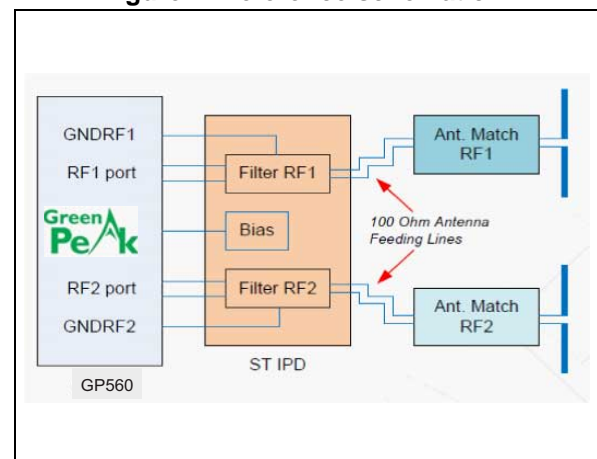 GNDRF1
RF1 port
Green
Peak
RF2 port
GNDRF2
GP560
Filter RF1
Bias
Filter RF2
ST IPD
100 Ohm Antenna
Feeding Lines
Ant. Match
RF1
Ant. Match
RF2